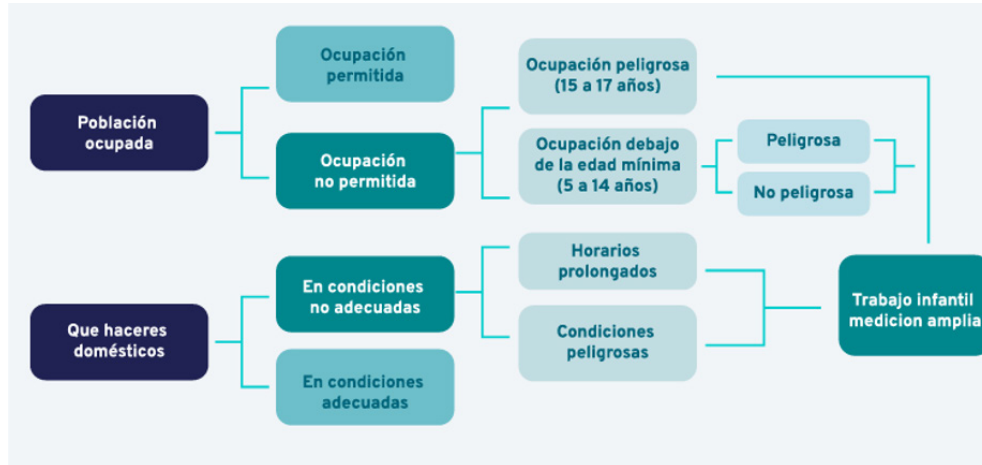 Población
ocupada
Ocupación
permitida
Ocupación
no permitida
Ocupación peligrosa
(15 a 17 años)
Ocupación debajo
de la edad mínima
(5 a 14 años)
Peligrosa
No peligrosa
Que haceres
domésticos
En condiciones
no adecuadas
En condiciones
adecuadas
Horarios
prolongados
Condiciones
peligrosas
Trabajo infantil
medicion amplia